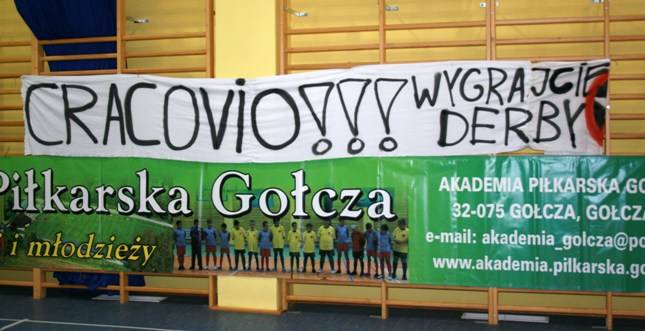 CRACOVIO!!! WYGRAJCIE
DERBY
Piłkarska Gołcza
i młodzieży
AKADEMIA PIŁKARSKA GO
32-075 GOŁCZA, GOŁCZA
e-mail: akademia_golcza@po
www.akademia.pilkarska.go